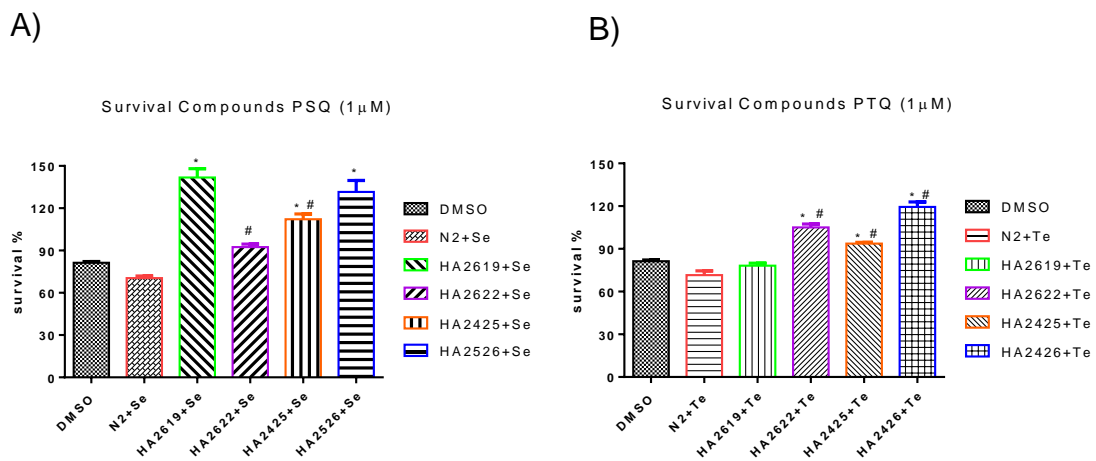 A)
B)
Survival Compounds PSQ (1µM)
survival %
150
120
90
60
30
0
*
#
* #
*
DMSO
N2+Se
HA2619+Se
HA2622+Se
HA2425+Se
HA2526+Se
DMSO
N2+Se
HA2619+Se
HA2622+Se
HA2425+Se
HA2526+Se
Survival Compounds PTQ (1µM)
survival %
150
120
90
60
30
0
* #
* #
* #
DMSO
N2+Te
HA2619+Te
HA2622+Te
HA2425+Te
HA2426+Te
DMSO
N2+Te
HA2619+Te
HA2622+Te
HA2425+Te
HA2426+Te